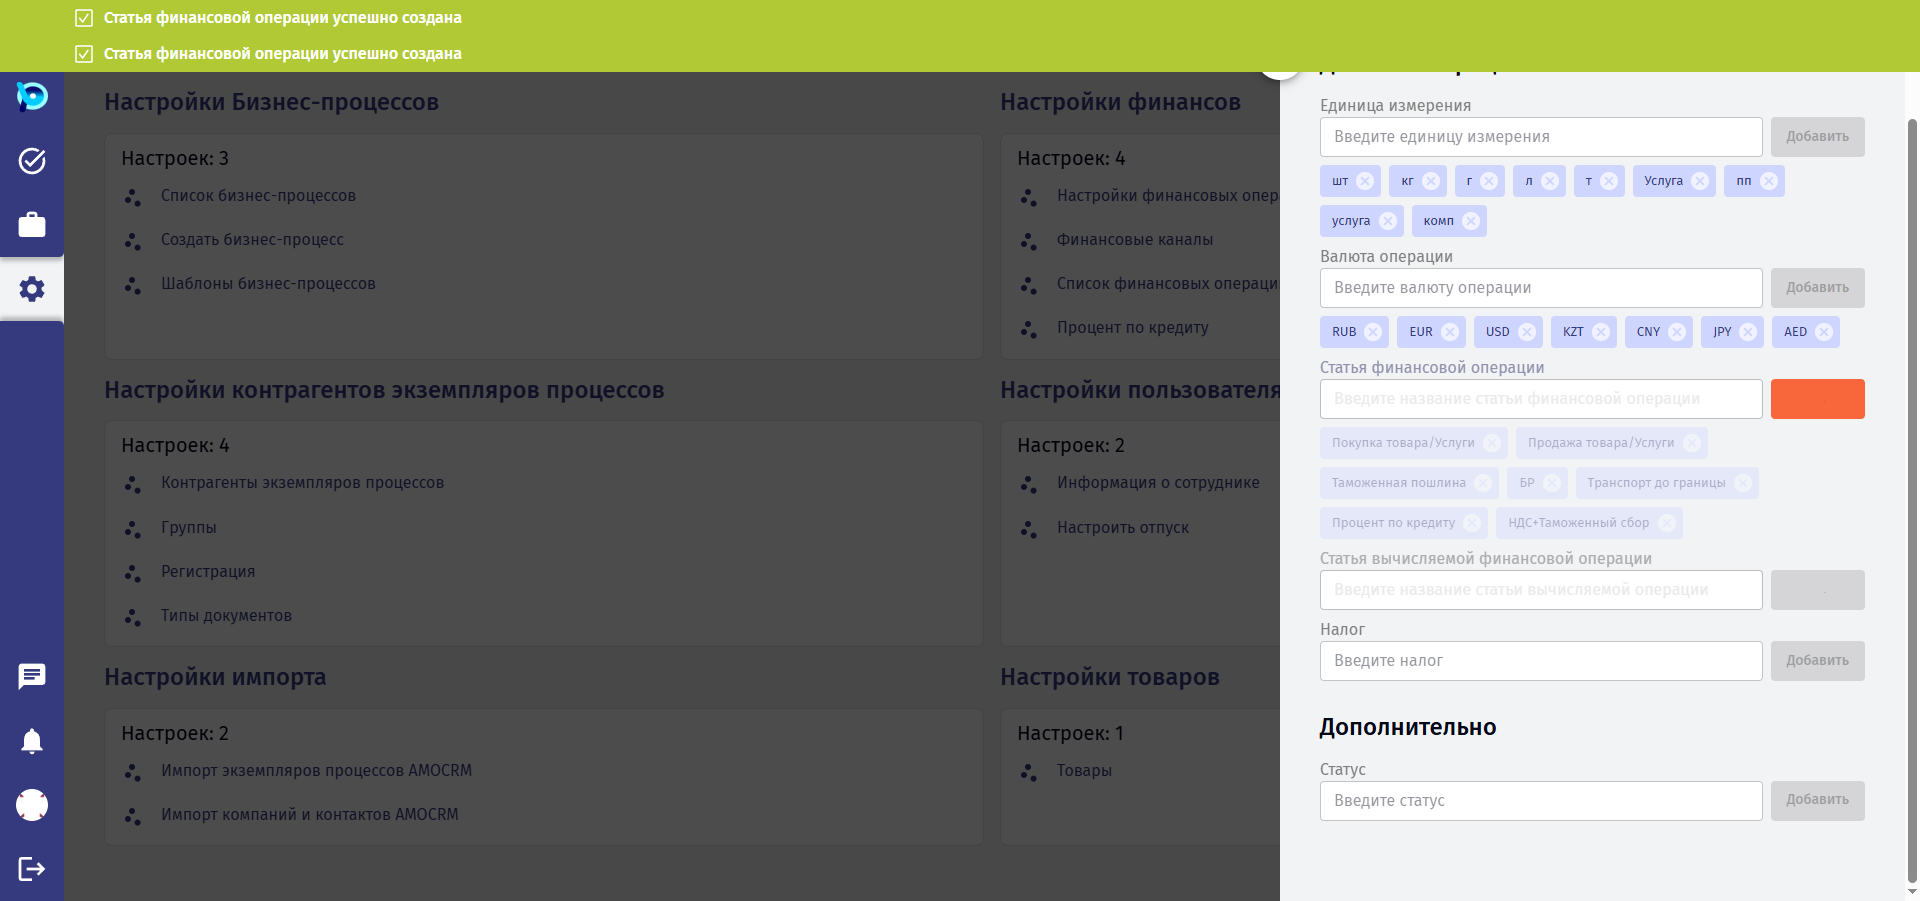 Статья финансовой операции успешно создана
Статья финансовой операции успешно создана
Настройки Бизнес-процессов
Настроек: 3
Список бизнес-процессов
Создать бизнес-процесс
Шаблоны бизнес-процессов
Настройки финансов
Настроек: 4
Настройки финансовых опер
Финансовые каналы
Список финансовых операци
Процент по кредиту
Настройки контрагентов экземпляров процессов
Настроек: 4
Контрагенты экземпляров процессов
Группы
Регистрация
Типы документов
Настройки пользователя
Настроек: 2
Информация о сотруднике
Настроить отпуск
Настройки импорта
Настроек: 2
Импорт экземпляров процессов AMOCRM
Импорт компаний и контактов AMOCRM
Настройки товаров
Настроек: 1
Товары
Единица измерения
Введите единицу измерения Добавить
шт кг г л т Услуга пп
услуга комп
Валюта операции
Введите валюту операции Добавить
RUB EUR USD KZT CNY JPY AED
Статья финансовой операции
Введите название статьи финансовой операции
Покупка товара/Услуги Продажа товара/Услуги
Таможенная пошлина БР Транспорт до границы
Процент по кредиту НДС+Таможенный сбор
Статья вычисляемой финансовой операции
Введите название статьи вычисляемой операции
Налог
Введите налог Добавить
Дополнительно
Статус
Введите статус Добавить